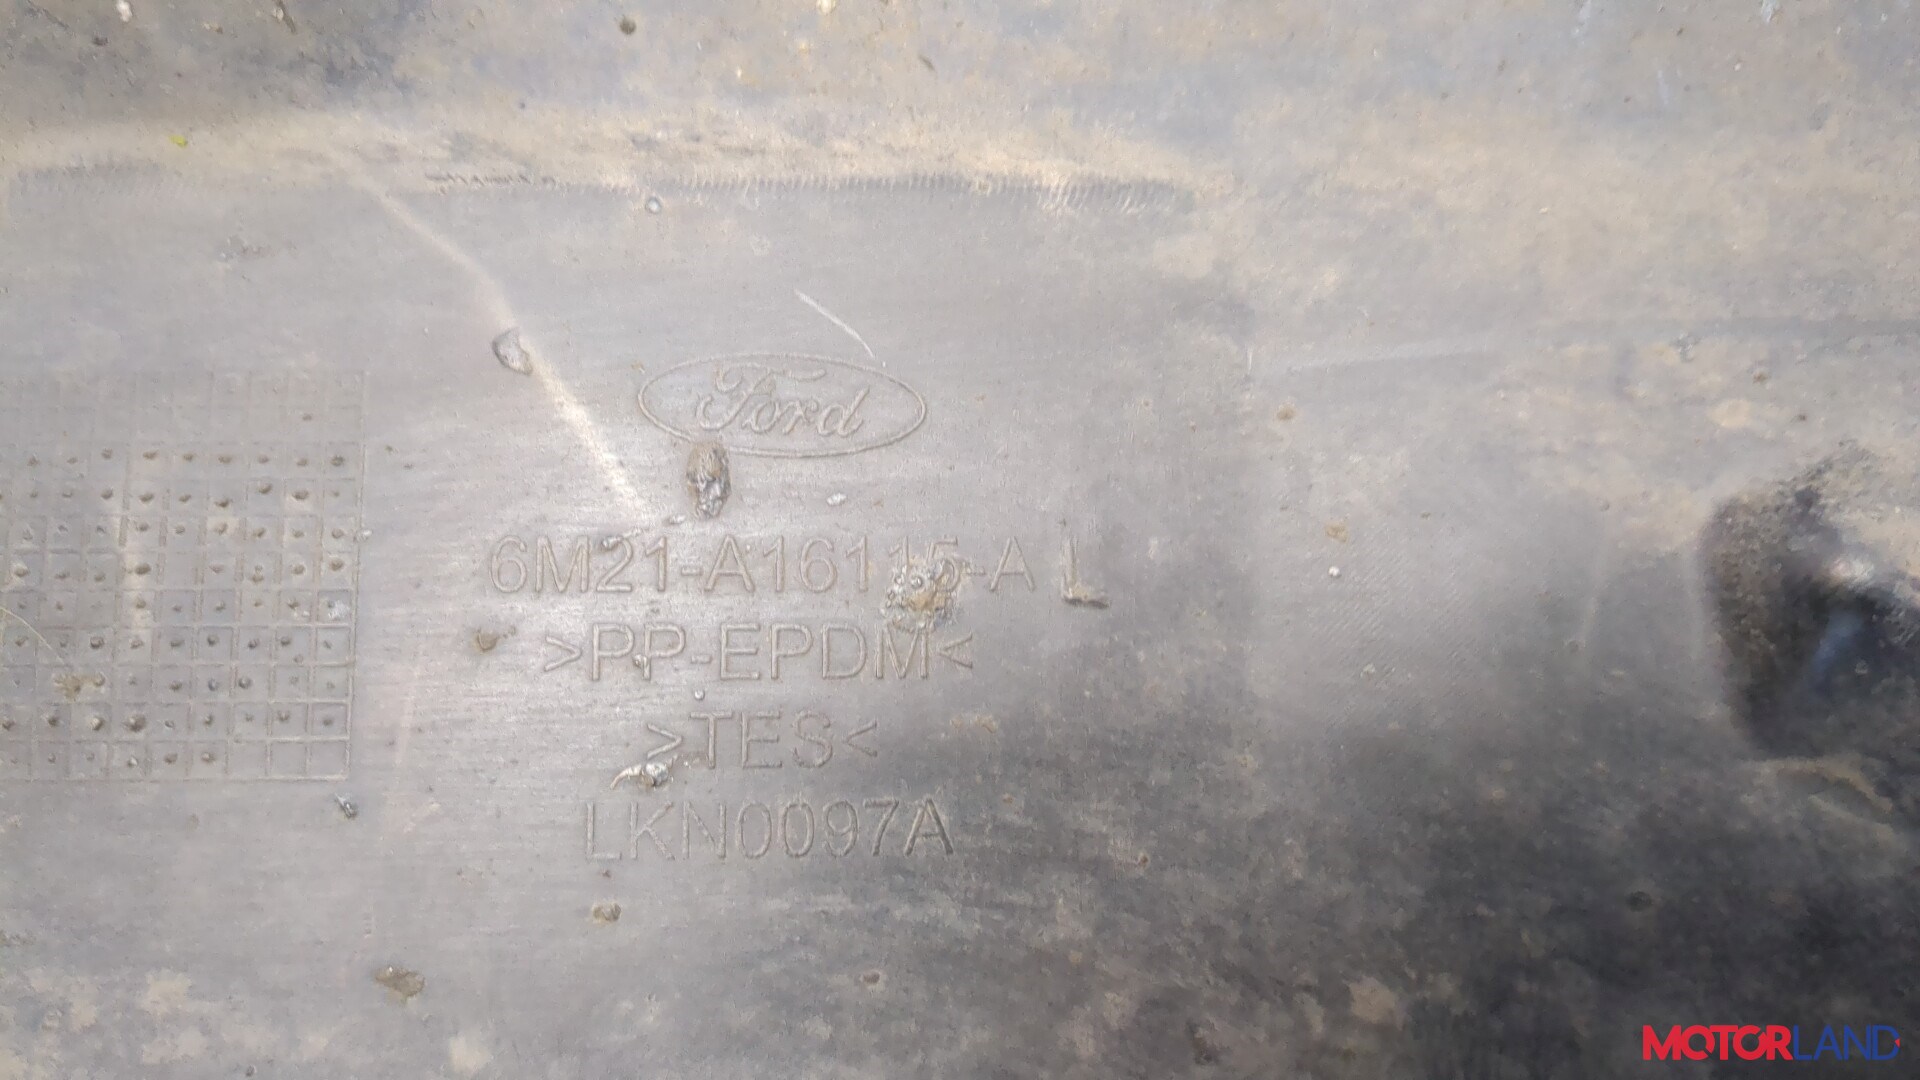 Ford
6M21-A16115-A L
>PP-EPDM<
>TES<
LKN0097A
MOTORLAND